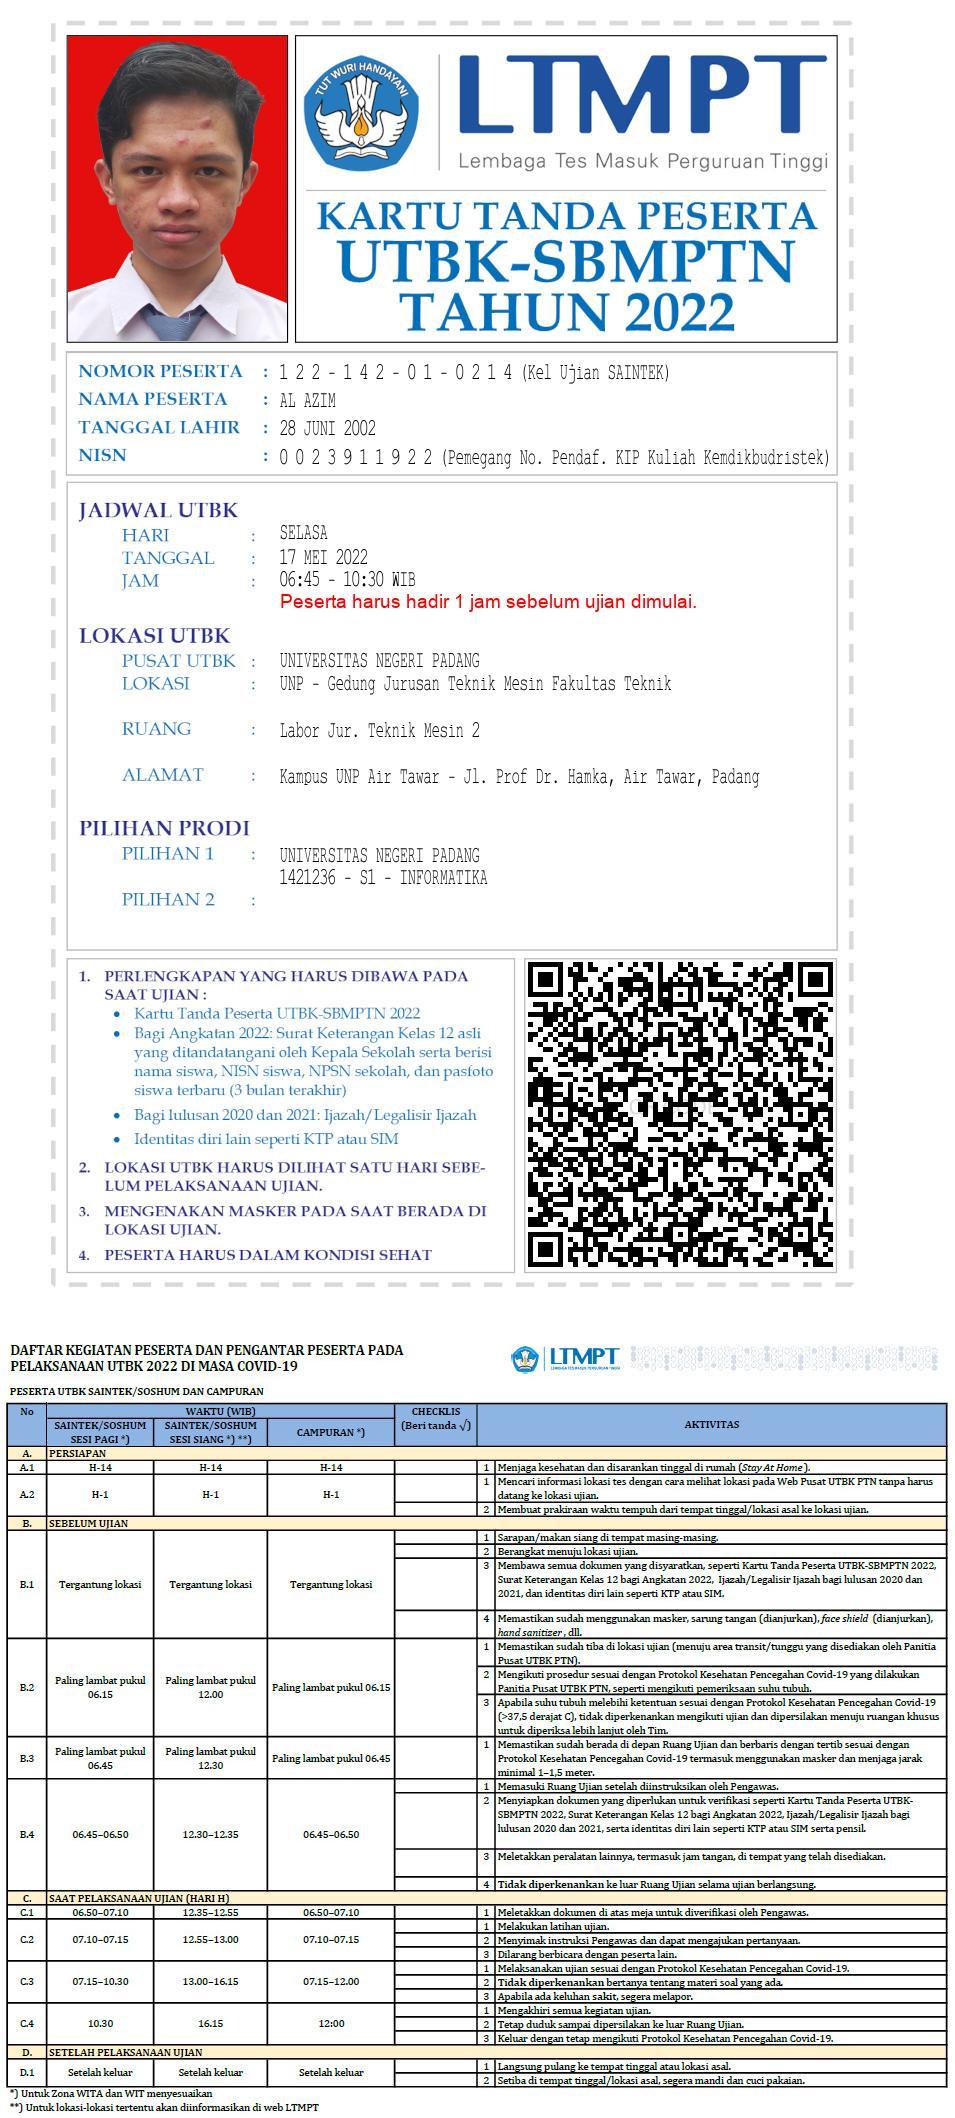 TUT WURI HANDAYANI
LTMPT
Lembaga Tes Masuk Perguruan Tinggi
KARTU TANDA PESERTA
UTBK-SBMPTN
TAHUN 2022
NOMOR PESERTA : 1 2 2 - 1 4 2 - 0 1 - 0 2 1 4 (Kel Ujian SAINTEK)
NAMA PESERTA : AL AZIM
TANGGAL LAHIR : 28 JUNI 2002
NISN : 0 0 2 3 9 1 1 9 2 2 (Pemegang No. Pendaf. KIP Kuliah Kemdikbudristek)
JADWAL UTBK
HARI : SELASA
TANGGAL : 17 MEI 2022
JAM : 06:45 - 10:30 WIB
Peserta harus hadir 1 jam sebelum ujian dimulai.
LOKASI UTBK
PUSAT UTBK : UNIVERSITAS NEGERI PADANG
LOKASI : UNP - Gedung Jurusan Teknik Mesin Fakultas Teknik
RUANG : Labor Jur. Teknik Mesin 2
ALAMAT : Kampus UNP Air Tawar - Jl. Prof Dr. Hamka, Air Tawar, Padang
PILIHAN PRODI
PILIHAN 1 : UNIVERSITAS NEGERI PADANG
1421236 - S1 - INFORMATIKA
PILIHAN 2 :
1. PERLENGKAPAN YANG HARUS DIBAWA PADA
SAAT UJIAN :
• Kartu Tanda Peserta UTBK-SBMPTN 2022
• Bagi Angkatan 2022: Surat Keterangan Kelas 12 asli
yang ditandatangani oleh Kepala Sekolah serta berisi
nama siswa, NISN siswa, NPSN sekolah, dan pasfoto
siswa terbaru (3 bulan terakhir)
• Bagi lulusan 2020 dan 2021: Ijazah/Legalisir Ijazah
• Identitas diri lain seperti KTP atau SIM
2. LOKASI UTBK HARUS DILIHAT SATU HARI SEBE-
LUM PELAKSANAAN UJIAN.
3. MENGENAKAN MASKER PADA SAAT BERADA DI
LOKASI UJIAN.
4. PESERTA HARUS DALAM KONDISI SEHAT
DAFTAR KEGIATAN PESERTA DAN PENGANTAR PESERTA PADA
PELAKSANAAN UTBK 2022 DI MASA COVID-19
LTMPT
LEMBAGA TES MASUK PERGURUAN TINGGI
PESERTA UTBK SAINTEK/SOSHUM DAN CAMPURAN
No WAKTU (WIB) CHECKLIS (Beri tanda √) AKTIVITAS
SAINTEK/SOSHUM SESI PAGI *) SAINTEK/SOSHUM SESI SIANG *) **) CAMPURAN *)
A. PERSIAPAN
A.1 H-14 H-14 H-14 1 Menjaga kesehatan dan disarankan tinggal di rumah (Stay At Home).
A.2 H-1 H-1 H-1 1 Mencari informasi lokasi tes dengan cara melihat lokasi pada Web Pusat UTBK PTN tanpa harus
datang ke lokasi ujian.
2 Membuat prakiraan waktu tempuh dari tempat tinggal/lokasi asal ke lokasi ujian.
B. SEBELUM UJIAN
B.1 Tergantung lokasi Tergantung lokasi Tergantung lokasi 1 Sarapan/makan siang di tempat masing-masing.
2 Berangkat menuju lokasi ujian.
3 Membawa semua dokumen yang disyaratkan, seperti Kartu Tanda Peserta UTBK-SBMPTN 2022,
Surat Keterangan Kelas 12 bagi Angkatan 2022, Ijazah/Legalisir Ijazah bagi lulusan 2020 dan
2021, dan identitas diri lain seperti KTP atau SIM.
4 Memastikan sudah menggunakan masker, sarung tangan (dianjurkan), face shield (dianjurkan),
hand sanitizer, dll.
B.2 Paling lambat pukul 06.15 Paling lambat pukul 12.00 Paling lambat pukul 06.15 1 Memastikan sudah tiba di lokasi ujian (menuju area transit/tunggu yang disediakan oleh Panitia
Pusat UTBK PTN).
2 Mengikuti prosedur sesuai dengan Protokol Kesehatan Pencegahan Covid-19 yang dilakukan
Panitia Pusat UTBK PTN, seperti mengikuti pemeriksaan suhu tubuh.
3 Apabila suhu tubuh melebihi ketentuan sesuai dengan Protokol Kesehatan Pencegahan Covid-19
(>37,5 derajat C), tidak diperkenankan mengikuti ujian dan dipersilakan menuju ruangan khusus
untuk diperiksa lebih lanjut oleh Tim.
B.3 Paling lambat pukul 06.45 Paling lambat pukul 12.30 Paling lambat pukul 06.45 1 Memastikan sudah berada di depan Ruang Ujian dan berbaris dengan tertib sesuai dengan
Protokol Kesehatan Pencegahan Covid-19 termasuk menggunakan masker dan menjaga jarak
minimal 1–1,5 meter.
B.4 06.45–06.50 12.30–12.35 06.45–06.50 1 Memasuki Ruang Ujian setelah diinstruksikan oleh Pengawas.
2 Menyiapkan dokumen yang diperlukan untuk verifikasi seperti Kartu Tanda Peserta UTBK-
SBMPTN 2022, Surat Keterangan Kelas 12 bagi Angkatan 2022, Ijazah/Legalisir Ijazah bagi
lulusan 2020 dan 2021, serta identitas diri lain seperti KTP atau SIM serta pensil.
3 Meletakkan peralatan lainnya, termasuk jam tangan, di tempat yang telah disediakan.
4 Tidak diperkenankan ke luar Ruang Ujian selama ujian berlangsung.
C. SAAT PELAKSANAAN UJIAN (HARI H)
C.1 06.50–07.10 12.35–12.55 06.50–07.10 1 Meletakkan dokumen di atas meja untuk diverifikasi oleh Pengawas.
C.2 07.10–07.15 12.55–13.00 07.10–07.15 1 Melakukan latihan ujian.
2 Menyimak instruksi Pengawas dan dapat mengajukan pertanyaan.
3 Dilarang berbicara dengan peserta lain.
C.3 07.15–10.30 13.00–16.15 07.15–12.00 1 Melaksanakan ujian sesuai dengan Protokol Kesehatan Pencegahan Covid-19.
2 Tidak diperkenankan bertanya tentang materi soal yang ada.
3 Apabila ada keluhan sakit, segera melapor.
C.4 10.30 16.15 12:00 1 Mengakhiri semua kegiatan ujian.
2 Tetap duduk sampai dipersilakan ke luar Ruang Ujian.
3 Keluar dengan tetap mengikuti Protokol Kesehatan Pencegahan Covid-19.
D. SETELAH PELAKSANAAN UJIAN
D.1 Setelah keluar Setelah keluar Setelah keluar 1 Langsung pulang ke tempat tinggal atau lokasi asal.
2 Setiba di tempat tinggal/lokasi asal, segera mandi dan cuci pakaian.
*) Untuk Zona WITA dan WIT menyesuaikan
**) Untuk lokasi-lokasi tertentu akan diinformasikan di web LTMPT